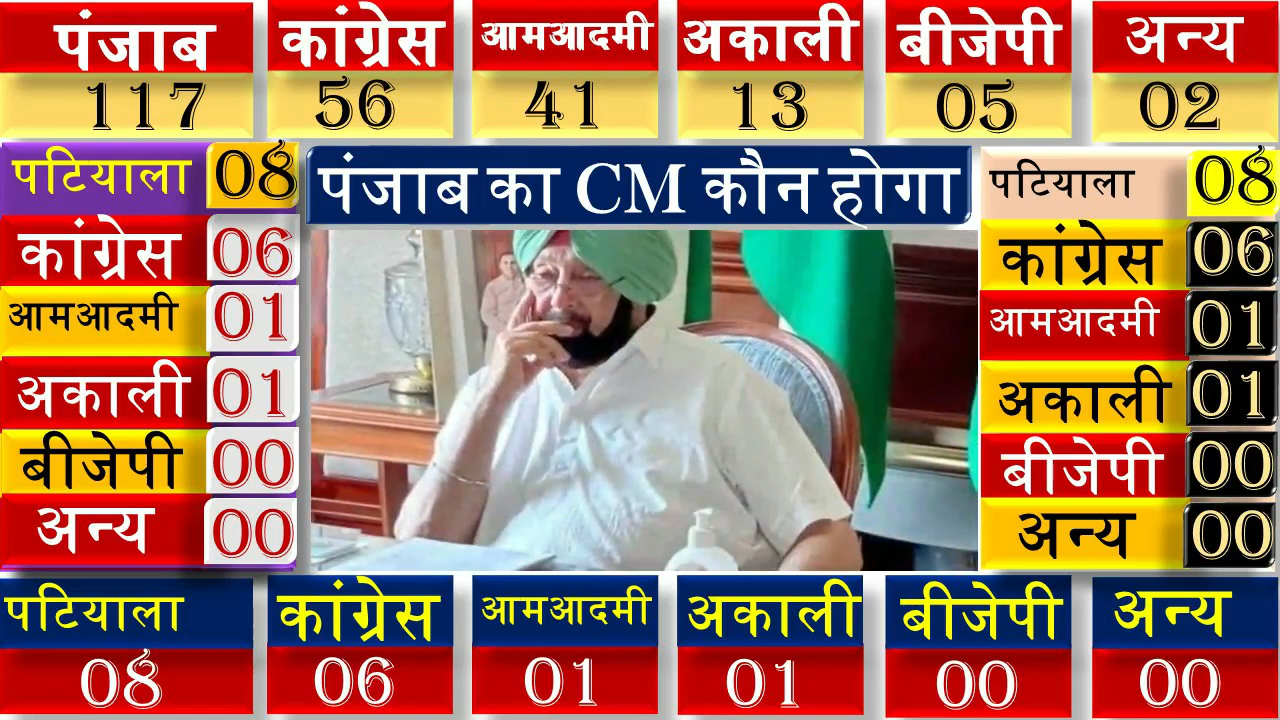 पंजाब कांग्रेस आमआदमी अकाली बीजेपी अन्य
117 56 41 13 05 02
पटियाला 08
कांग्रेस 06
आमआदमी 01
अकाली 01
बीजेपी 00
अन्य 00
पंजाब का CM कौन होगा
पटियाला 08
कांग्रेस 06
आमआदमी 01
अकाली 01
बीजेपी 00
अन्य 00
पटियाला कांग्रेस आमआदमी अकाली बीजेपी अन्य
08 06 01 01 00 00